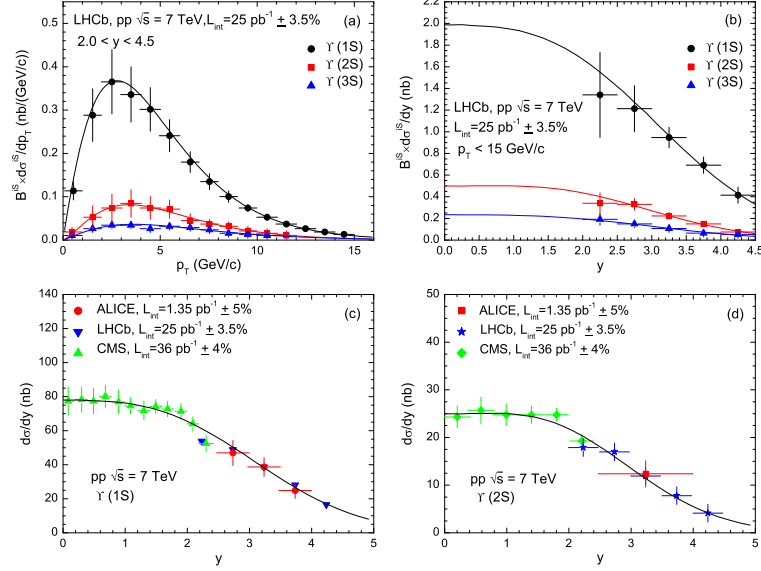 LHCb, pp √s = 7 TeV, L_int=25 pb⁻¹ ± 3.5% (a)
2.0 < y < 4.5
ϒ (1S)
ϒ (2S)
ϒ (3S)
B^iS×dσ^iS/dp_T (nb/(GeV/c))
0.0 0.1 0.2 0.3 0.4 0.5
0 5 10 15
p_T (GeV/c)
(b)
ϒ (1S)
ϒ (2S)
ϒ (3S)
LHCb, pp √s = 7 TeV
L_int=25 pb⁻¹ ± 3.5%
p_T < 15 GeV/c
B^iS×dσ^iS/dy (nb)
0.0 0.2 0.4 0.6 0.8 1.0 1.2 1.4 1.6 1.8 2.0 2.2
0.0 0.5 1.0 1.5 2.0 2.5 3.0 3.5 4.0 4.5
y
(c)
ALICE, L_int=1.35 pb⁻¹ ± 5%
LHCb, L_int=25 pb⁻¹ ± 3.5%
CMS, L_int=36 pb⁻¹ ± 4%
pp √s = 7 TeV
ϒ (1S)
dσ/dy (nb)
0 20 40 60 80 100 120 140
0 1 2 3 4 5
y
(d)
ALICE, L_int=1.35 pb⁻¹ ± 5%
LHCb, L_int=25 pb⁻¹ ± 3.5%
CMS, L_int=36 pb⁻¹ ± 4%
pp √s = 7 TeV
ϒ (2S)
dσ/dy (nb)
0 10 20 30 40 50
0 1 2 3 4 5
y